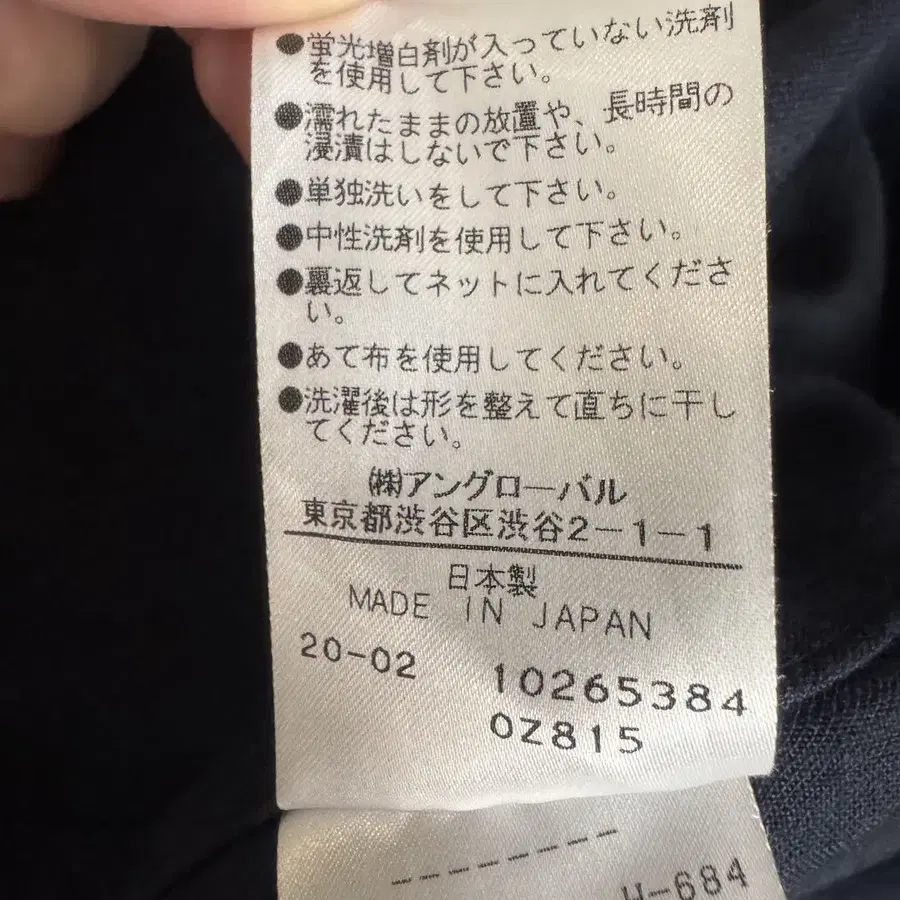 ●蛍光増白剤が入っていない洗剤
を使用して下さい。
●濡れたままの放置や、長時間の
浸漬はしないで下さい。
●単独洗いをして下さい。
●中性洗剤を使用して下さい。
●裏返してネットに入れてくださ
い。
●あて布を使用してください。
●洗濯後は形を整えて直ちに干し
てください。
㈱アングローバル
東京都渋谷区渋谷2-1-1
日本製
MADE IN JAPAN
20-02
10265384
0Z815
-------
H-684